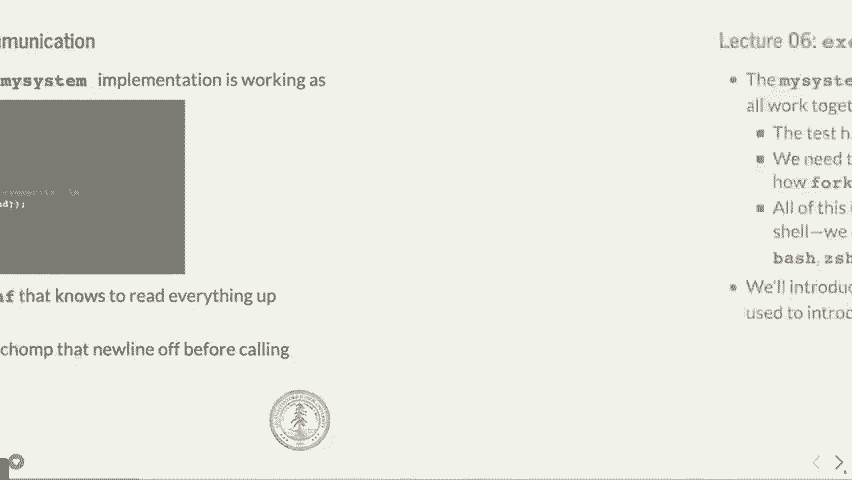 munication
mysystem implementation is working as
nd});
af that knows to read everything up
chomp that newline off before calling
Lecture 06: exe
The mysyste
all work toget
The test h
We need t
how fork
All of this i
shell—we
bash, zsh
We'll introduc
used to introc